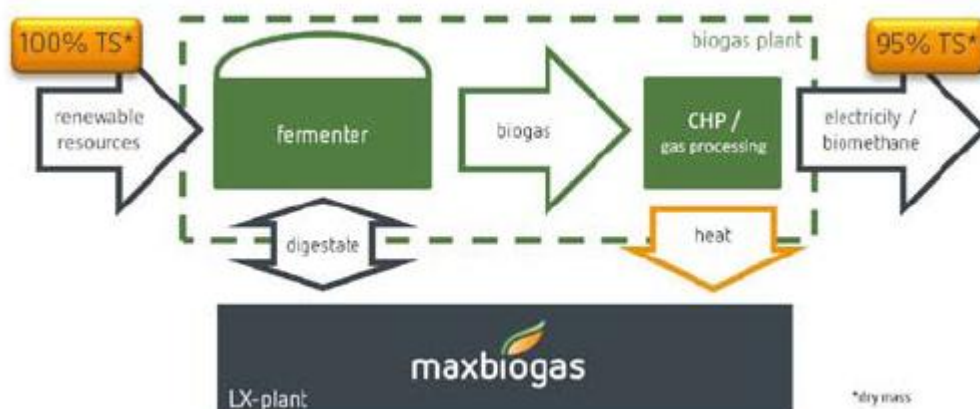 100% TS*
biogas plant
95% TS*
renewable
resources
fermenter
biogas
CHP /
gas processing
electricity /
biomethane
digestate
heat
maxbiogas
LX-plant
*dry mass